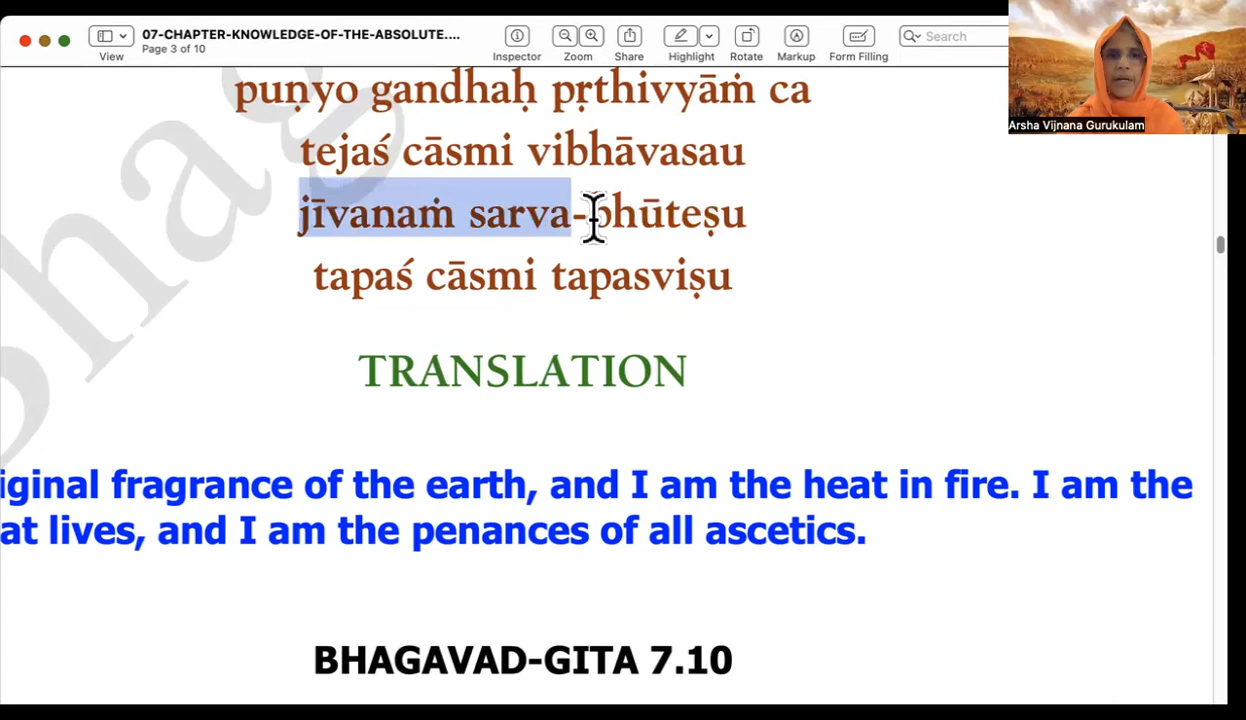 07-CHAPTER-KNOWLEDGE-OF-THE-ABSOLUTE....
Page 3 of 10
View
Inspector
Zoom
Share
Highlight
Rotate
Markup
Form Filling
Search
Arsha Vijnana Gurukulam
puṇyo gandhaḥ pṛthivyāṁ ca
tejaś cāsmi vibhāvasau
jīvanaṁ sarva-bhūteṣu
tapaś cāsmi tapasviṣu
TRANSLATION
iginal fragrance of the earth, and I am the heat in fire. I am the
at lives, and I am the penances of all ascetics.
BHAGAVAD-GITA 7.10